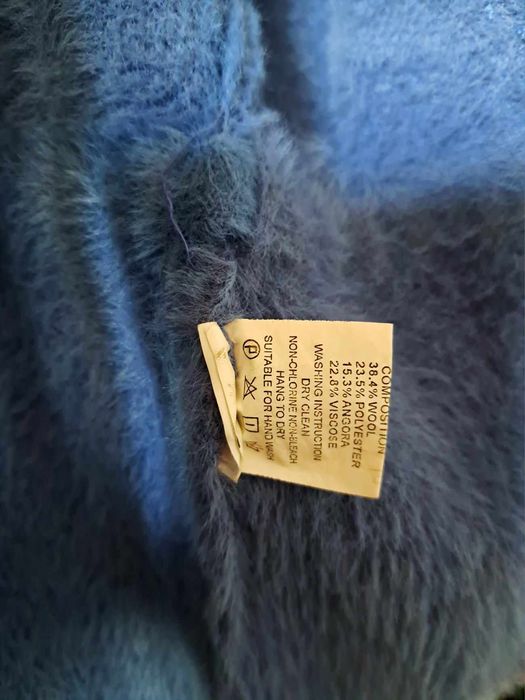 COMPOSITION
38.4% WOOL
23.5% POLYESTER
15.3% ANGORA
22.8% VISCOSE
WASHING INSTRUCTION
DRY CLEAN
NON-CHLORINE NON-BLEACH
HANG TO DRY
SUITABLE FOR HAND WASH
P